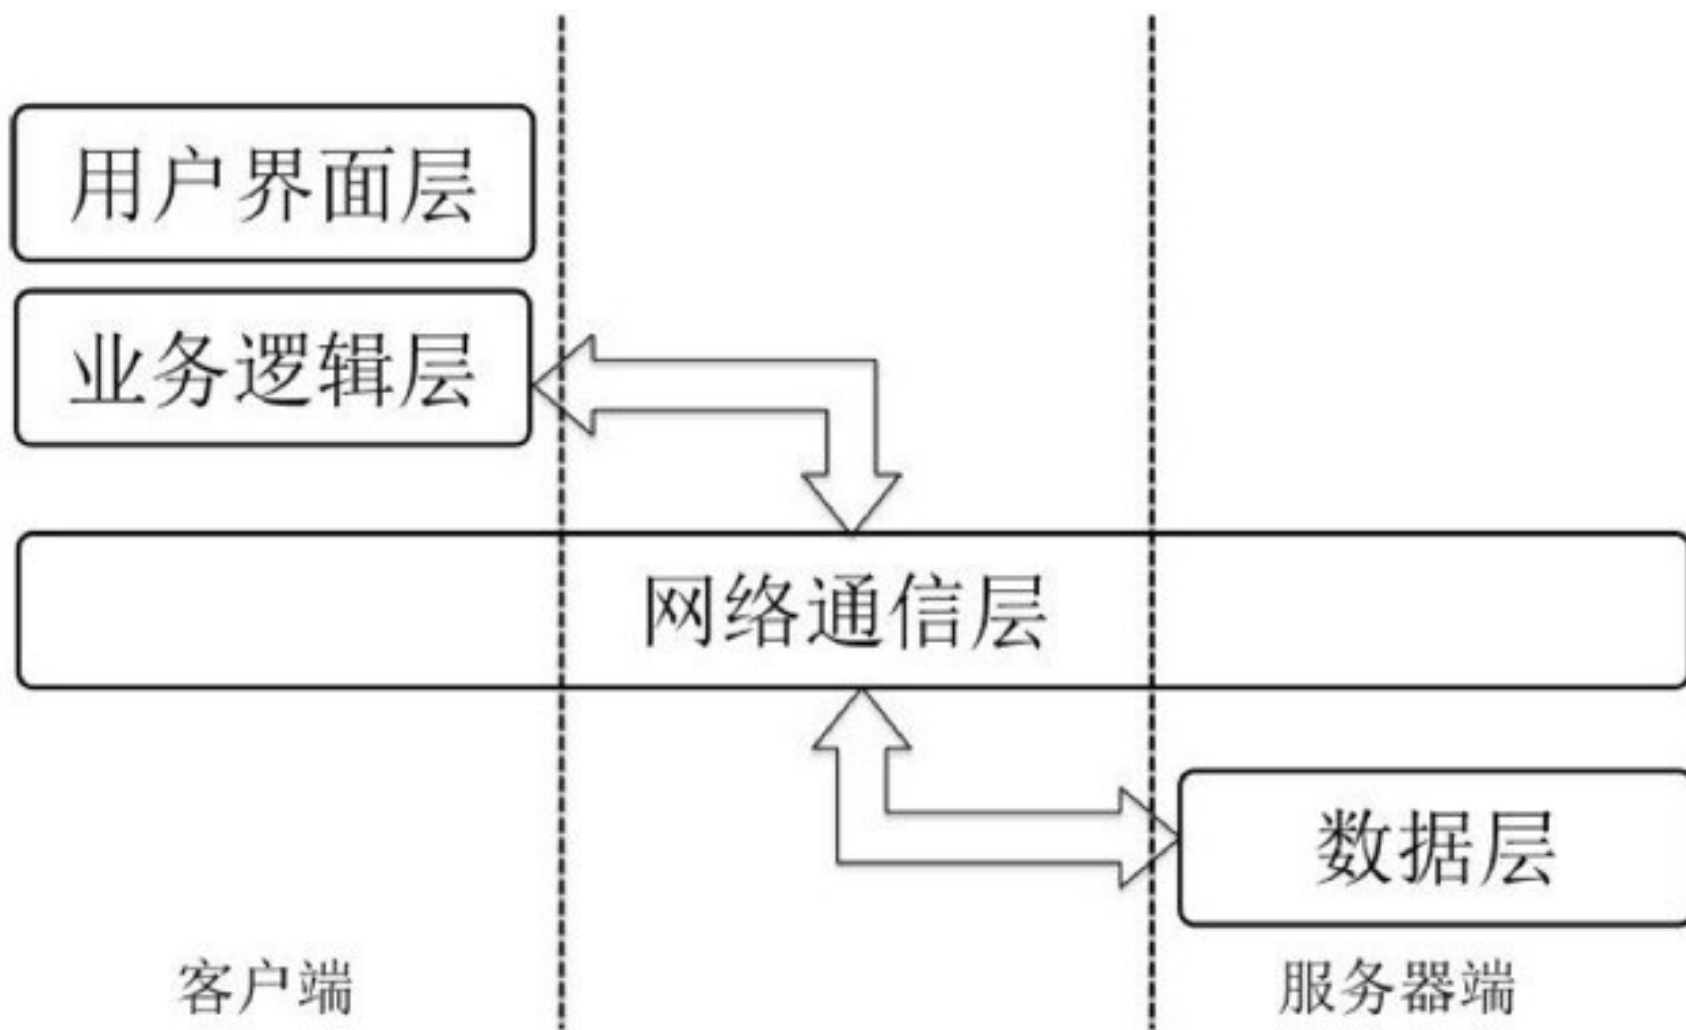 用户界面层
业务逻辑层
网络通信层
数据层
客户端
服务器端